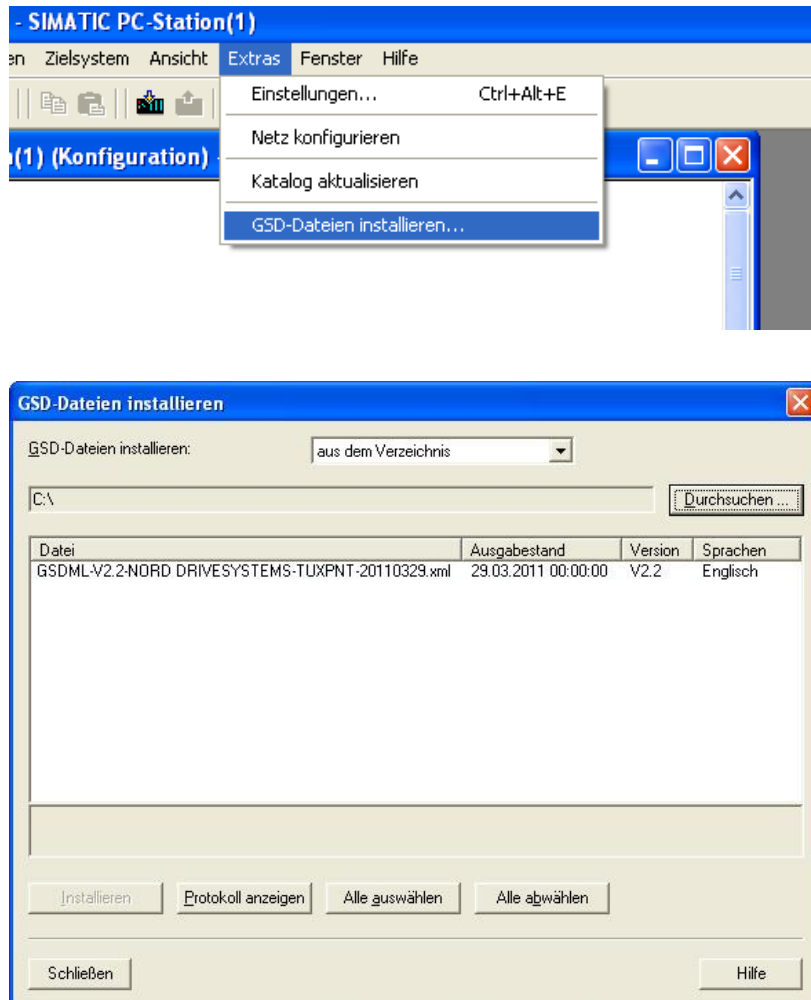 - SIMATIC PC-Station(1)
en Zielsystem Ansicht Extras Fenster Hilfe
Einstellungen... Ctrl+Alt+E
Netz konfigurieren
(1) (Konfiguration) -
Katalog aktualisieren
GSD-Dateien installieren...
GSD-Dateien installieren
GSD-Dateien installieren: aus dem Verzeichnis
C:\ Durchsuchen ...
Datei Ausgabestand Version Sprachen
GSDML-V2.2-NORD DRIVESYSTEMS-TUXPNT-20110329.xml 29.03.2011 00:00:00 V2.2 Englisch
Installieren Protokoll anzeigen Alle auswählen Alle abwählen
Schließen Hilfe